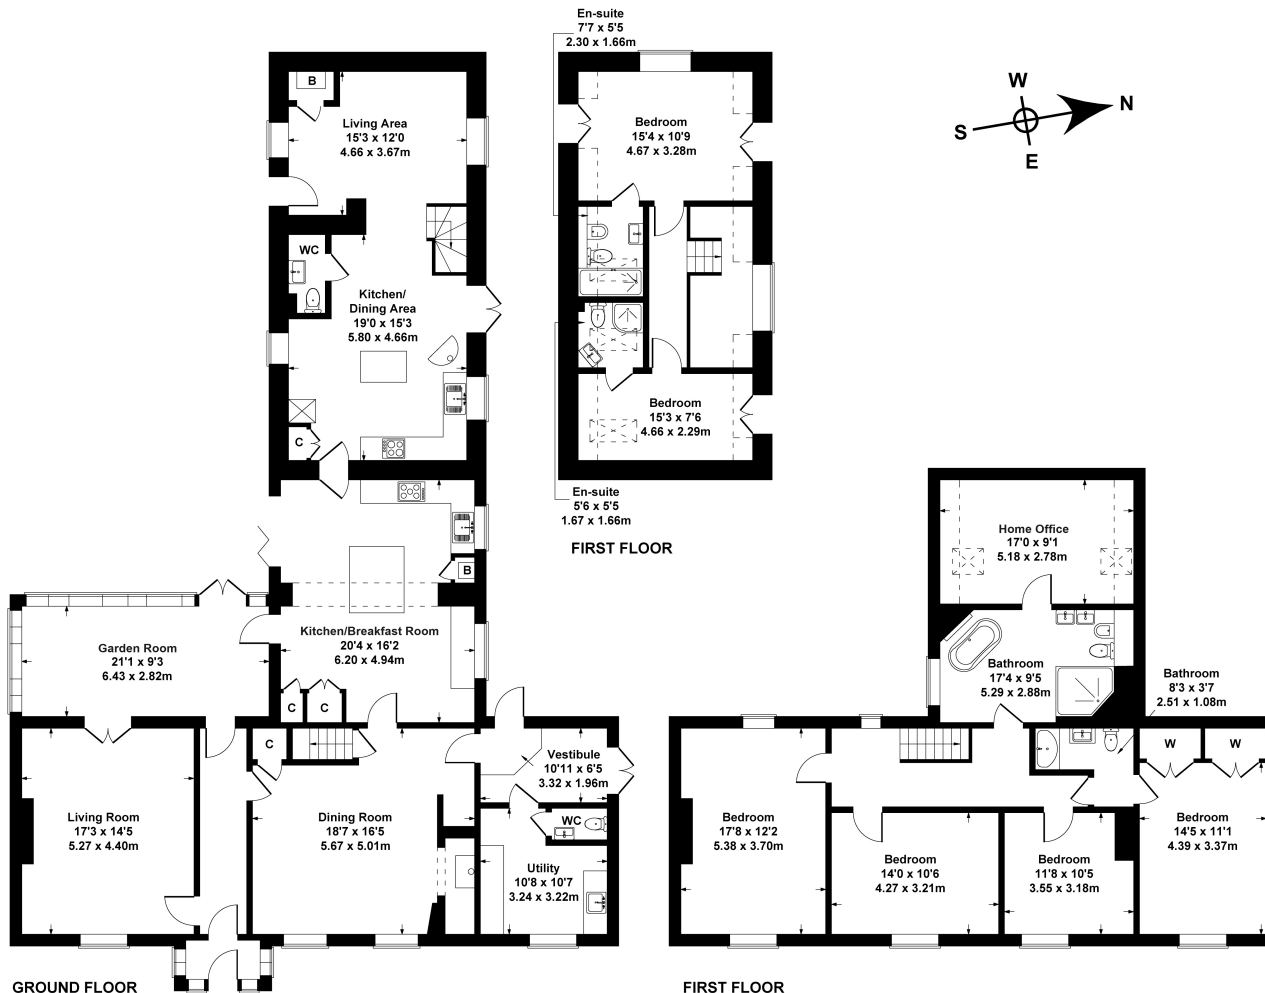 En-suite
7'7 x 5'5
2.30 x 1.66m
B
Living Area
15'3 x 12'0
4.66 x 3.67m
Bedroom
15'4 x 10'9
4.67 x 3.28m
W
N
S
E
WC
Kitchen/
Dining Area
19'0 x 15'3
5.80 x 4.66m
Bedroom
15'3 x 7'6
4.66 x 2.29m
C
En-suite
5'6 x 5'5
1.67 x 1.66m
FIRST FLOOR
B
Kitchen/Breakfast Room
20'4 x 16'2
6.20 x 4.94m
Garden Room
21'1 x 9'3
6.43 x 2.82m
C
C
C
Vestibule
10'11 x 6'5
3.32 x 1.96m
Living Room
17'3 x 14'5
5.27 x 4.40m
Dining Room
18'7 x 16'5
5.67 x 5.01m
WC
Utility
10'8 x 10'7
3.24 x 3.22m
GROUND FLOOR
Home Office
17'0 x 9'1
5.18 x 2.78m
Bathroom
17'4 x 9'5
5.29 x 2.88m
Bathroom
8'3 x 3'7
2.51 x 1.08m
W
W
Bedroom
17'8 x 12'2
5.38 x 3.70m
Bedroom
14'0 x 10'6
4.27 x 3.21m
Bedroom
11'8 x 10'5
3.55 x 3.18m
Bedroom
14'5 x 11'1
4.39 x 3.37m
FIRST FLOOR